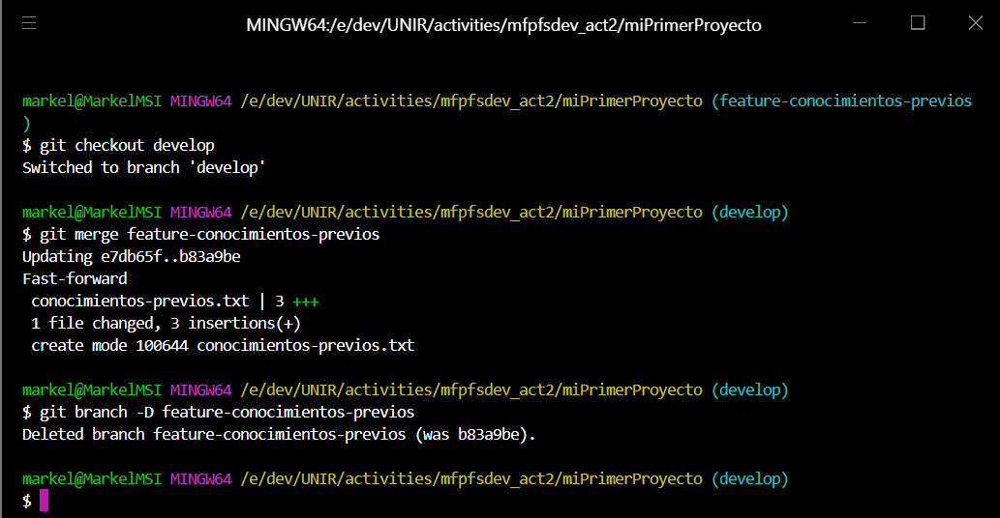 MINGW64:/e/dev/UNIR/activities/mfpfsdev_act2/miPrimerProyecto
markel@MarkelMSI MINGW64 /e/dev/UNIR/activities/mfpfsdev_act2/miPrimerProyecto (feature-conocimientos-previos
)
$ git checkout develop
Switched to branch 'develop'
markel@MarkelMSI MINGW64 /e/dev/UNIR/activities/mfpfsdev_act2/miPrimerProyecto (develop)
$ git merge feature-conocimientos-previos
Updating e7db65f..b83a9be
Fast-forward
 conocimientos-previos.txt | 3 +++
 1 file changed, 3 insertions(+)
 create mode 100644 conocimientos-previos.txt
markel@MarkelMSI MINGW64 /e/dev/UNIR/activities/mfpfsdev_act2/miPrimerProyecto (develop)
$ git branch -D feature-conocimientos-previos
Deleted branch feature-conocimientos-previos (was b83a9be).
markel@MarkelMSI MINGW64 /e/dev/UNIR/activities/mfpfsdev_act2/miPrimerProyecto (develop)
$